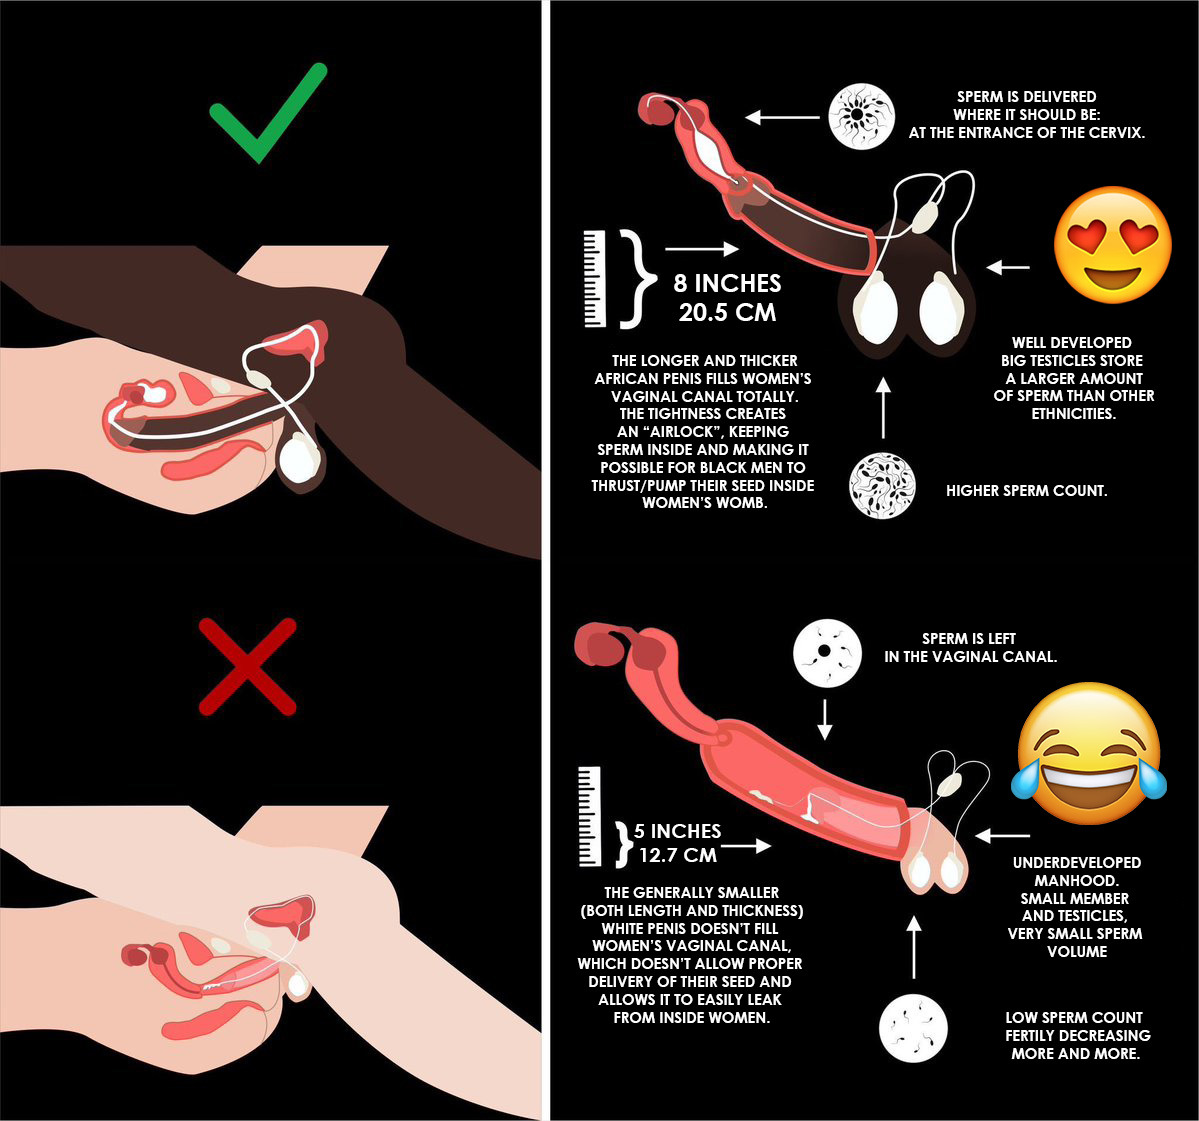 SPERM IS DELIVERED
WHERE IT SHOULD BE:
AT THE ENTRANCE OF THE CERVIX.
8 INCHES
20.5 CM
THE LONGER AND THICKER
AFRICAN PENIS FILLS WOMEN'S
VAGINAL CANAL TOTALLY.
THE TIGHTNESS CREATES
AN "AIRLOCK", KEEPING
SPERM INSIDE AND MAKING IT
POSSIBLE FOR BLACK MEN TO
THRUST/PUMP THEIR SEED INSIDE
WOMEN'S WOMB.
WELL DEVELOPED
BIG TESTICLES STORE
A LARGER AMOUNT
OF SPERM THAN OTHER
ETHNICITIES.
HIGHER SPERM COUNT.
SPERM IS LEFT
IN THE VAGINAL CANAL.
5 INCHES
12.7 CM
THE GENERALLY SMALLER
(BOTH LENGTH AND THICKNESS)
WHITE PENIS DOESN'T FILL
WOMEN'S VAGINAL CANAL,
WHICH DOESN'T ALLOW PROPER
DELIVERY OF THEIR SEED AND
ALLOWS IT TO EASILY LEAK
FROM INSIDE WOMEN.
UNDERDEVELOPED
MANHOOD.
SMALL MEMBER
AND TESTICLES,
VERY SMALL SPERM
VOLUME
LOW SPERM COUNT
FERTILY DECREASING
MORE AND MORE.